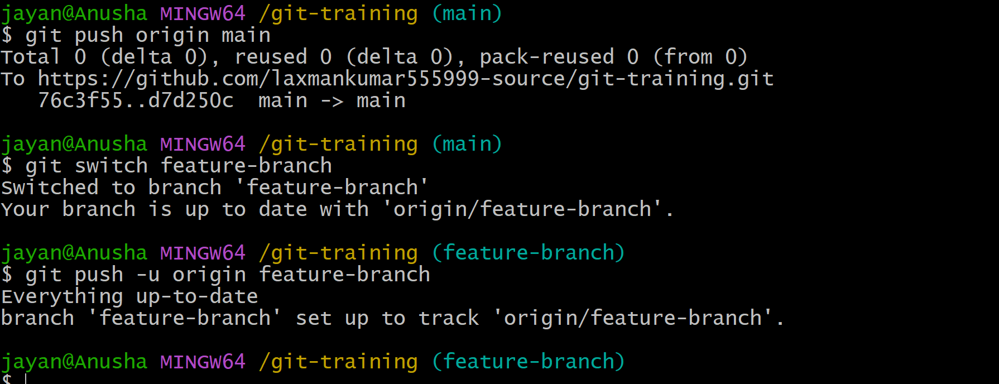 jayan@Anusha MINGW64 /git-training (main)
$ git push origin main
Total 0 (delta 0), reused 0 (delta 0), pack-reused 0 (from 0)
To https://github.com/laxmankumar555999-source/git-training.git
   76c3f55..d7d250c  main -> main
jayan@Anusha MINGW64 /git-training (main)
$ git switch feature-branch
Switched to branch 'feature-branch'
Your branch is up to date with 'origin/feature-branch'.
jayan@Anusha MINGW64 /git-training (feature-branch)
$ git push -u origin feature-branch
Everything up-to-date
branch 'feature-branch' set up to track 'origin/feature-branch'.
jayan@Anusha MINGW64 /git-training (feature-branch)
$